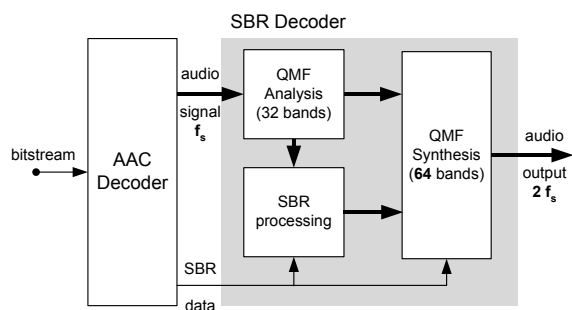 SBR Decoder
audio
signal
fs
QMF
Analysis
(32 bands)
bitstream
AAC
Decoder
QMF
Synthesis
(64 bands)
audio
output
2 fs
SBR
processing
SBR
data